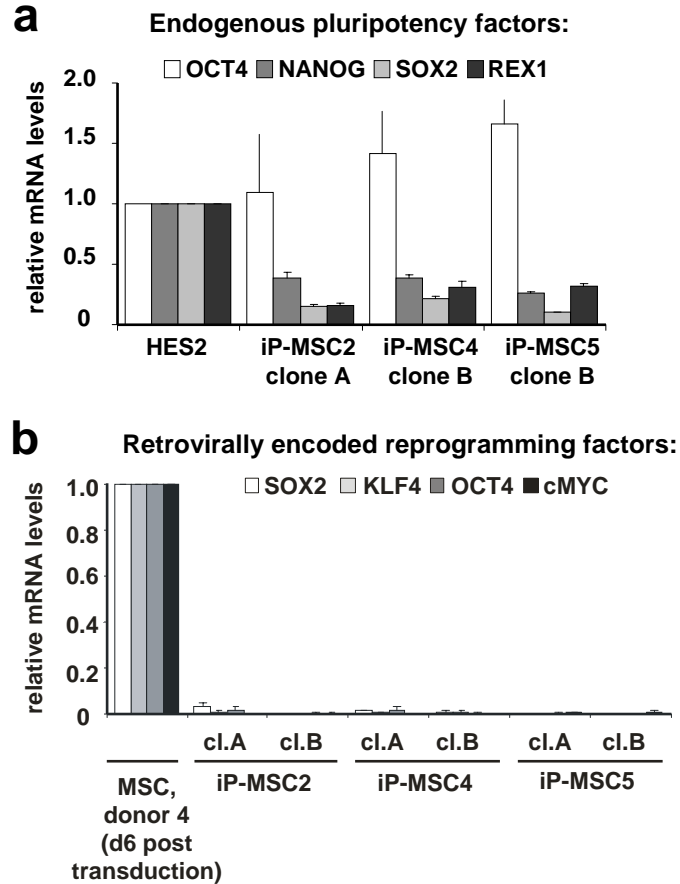 a
Endogenous pluripotency factors:
OCT4 NANOG SOX2 REX1
relative mRNA levels
2.0
1.5
1.0
0.5
0
HES2 iP-MSC2 iP-MSC4 iP-MSC5
clone A clone B clone B
b
Retrovirally encoded reprogramming factors:
SOX2 KLF4 OCT4 cMYC
relative mRNA levels
1.0
0.8
0.6
0.4
0.2
0
cl.A cl.B cl.A cl.B cl.A cl.B
MSC, iP-MSC2 iP-MSC4 iP-MSC5
donor 4
(d6 post
transduction)